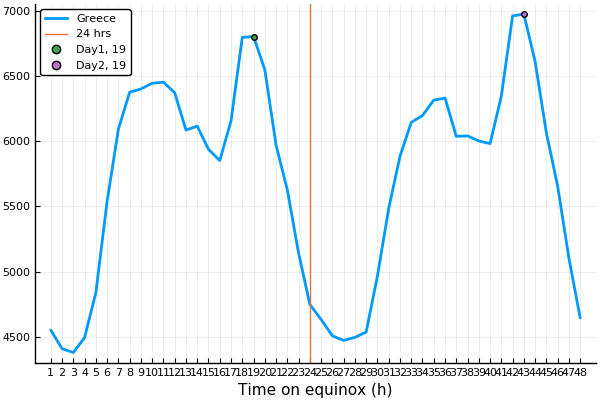 7000
6500
6000
5500
5000
4500
Greece
24 hrs
Day1, 19
Day2, 19
1 2 3 4 5 6 7 8 9 10 11 12 13 14 15 16 17 18 19 20 21 22 23 24 25 26 27 28 29 30 31 32 33 34 35 36 37 38 39 40 41 42 43 44 45 46 47 48
Time on equinox (h)